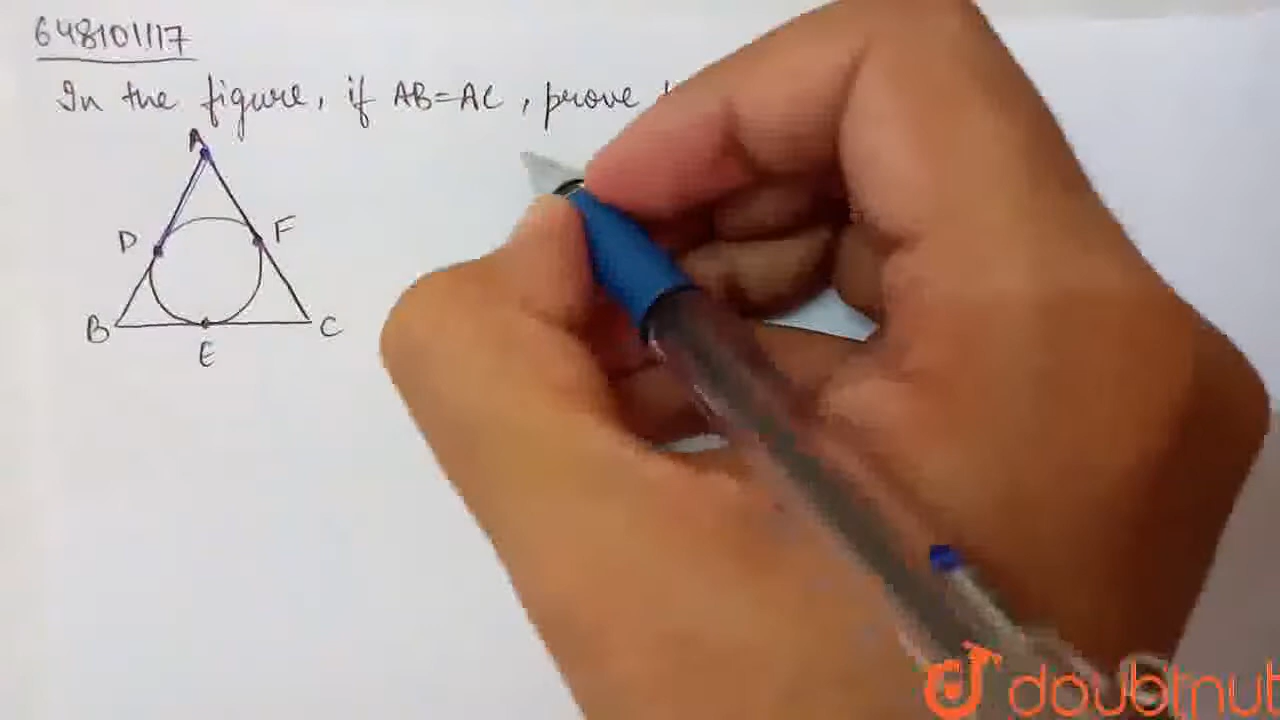 648101117
In the figure, if AB=AC, prove
A
D
F
B
C
E
doubtnut